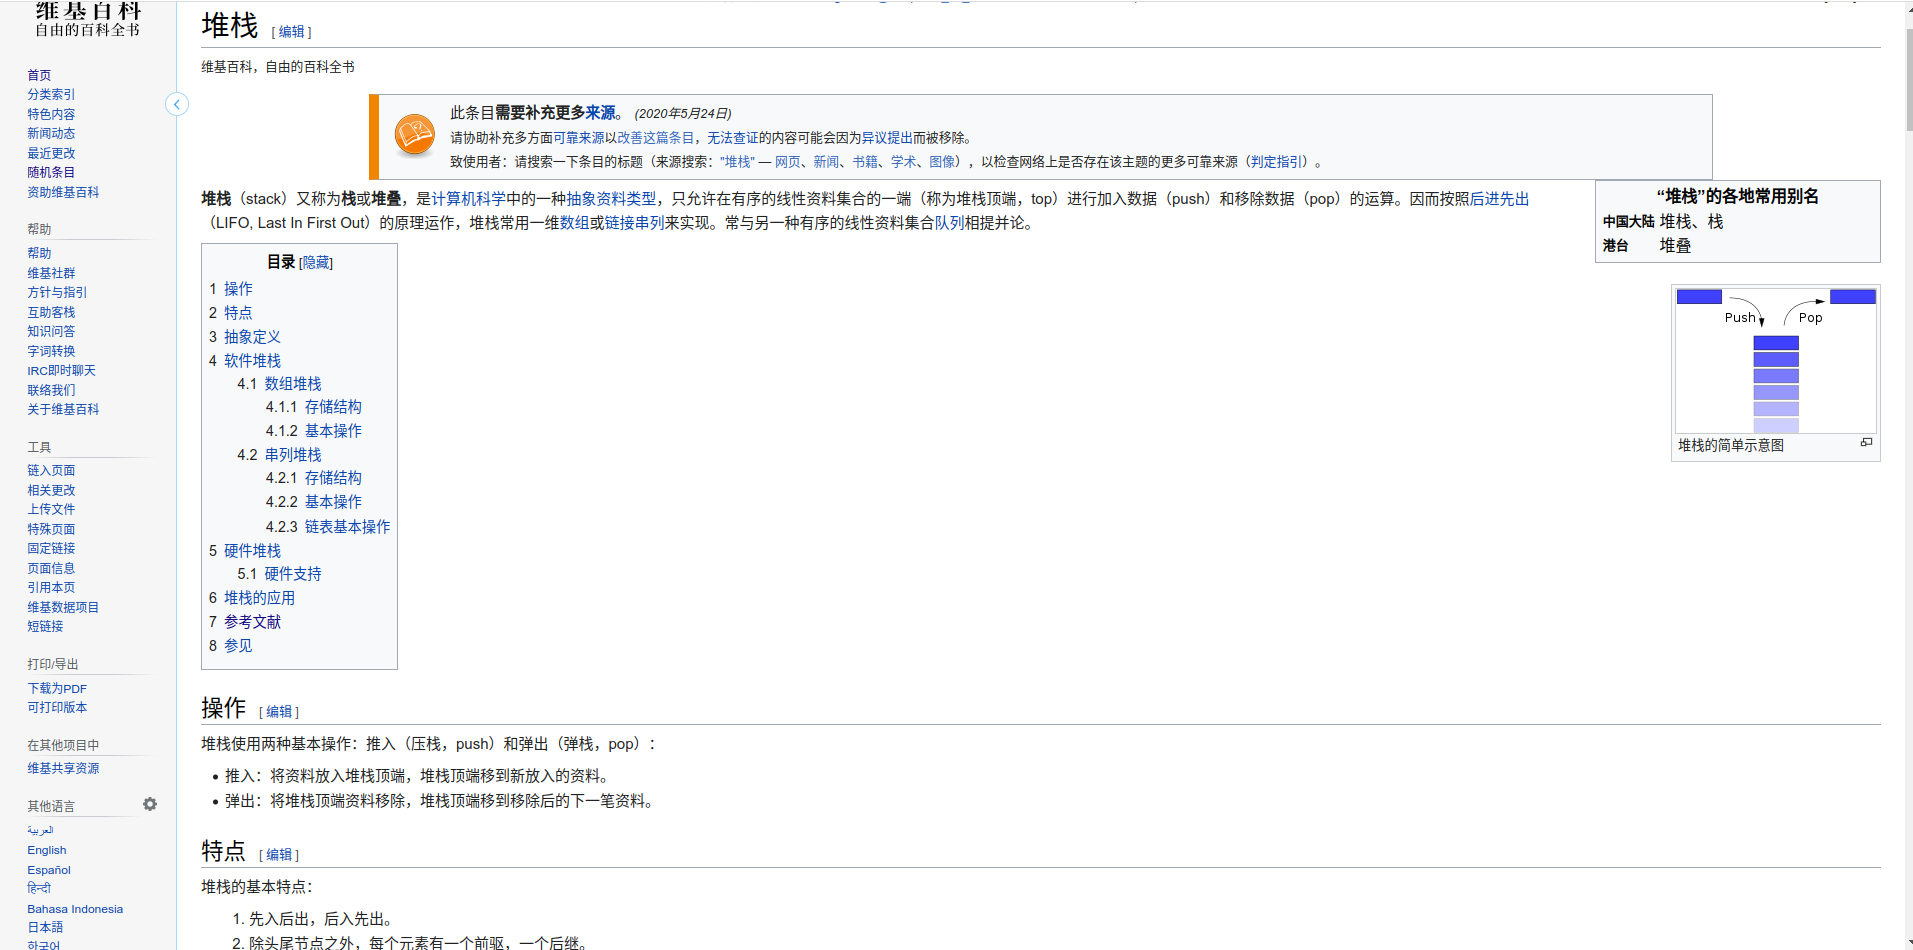 维基百科
自由的百科全书
首页
分类索引
特色内容
新闻动态
最近更改
随机条目
资助维基百科
帮助
帮助
维基社群
方针与指引
互助客栈
知识问答
字词转换
IRC即时聊天
联络我们
关于维基百科
工具
链入页面
相关更改
上传文件
特殊页面
固定链接
页面信息
引用本页
维基数据项目
短链接
打印/导出
下载为PDF
可打印版本
在其他项目中
维基共享资源
其他语言
العربية
English
Español
हिन्दी
Bahasa Indonesia
日本語
한국어
堆栈 [ 编辑 ]
维基百科，自由的百科全书
此条目需要补充更多来源。 (2020年5月24日)
请协助补充多方面可靠来源以改善这篇条目，无法查证的内容可能会因为异议提出而被移除。
致使用者：请搜索一下条目的标题（来源搜索："堆栈" — 网页、新闻、书籍、学术、图像），以检查网络上是否存在该主题的更多可靠来源（判定指引）。
堆栈（stack）又称为栈或堆叠，是计算机科学中的一种抽象资料类型，只允许在有序的线性资料集合的一端（称为堆栈顶端，top）进行加入数据（push）和移除数据（pop）的运算。因而按照后进先出
（LIFO, Last In First Out）的原理运作，堆栈常用一维数组或链接串列来实现。常与另一种有序的线性资料集合队列相提并论。
“堆栈”的各地常用别名
中国大陆 堆栈、栈
港台 堆叠
Push
Pop
堆栈的简单示意图
目录 [隐藏]
1 操作
2 特点
3 抽象定义
4 软件堆栈
4.1 数组堆栈
4.1.1 存储结构
4.1.2 基本操作
4.2 串列堆栈
4.2.1 存储结构
4.2.2 基本操作
4.2.3 链表基本操作
5 硬件堆栈
5.1 硬件支持
6 堆栈的应用
7 参考文献
8 参见
操作 [ 编辑 ]
堆栈使用两种基本操作：推入（压栈，push）和弹出（弹栈，pop）：
• 推入：将资料放入堆栈顶端，堆栈顶端移到新放入的资料。
• 弹出：将堆栈顶端资料移除，堆栈顶端移到移除后的下一笔资料。
特点 [ 编辑 ]
堆栈的基本特点：
1. 先入后出，后入先出。
2. 除头尾节点之外，每个元素有一个前驱，一个后继。